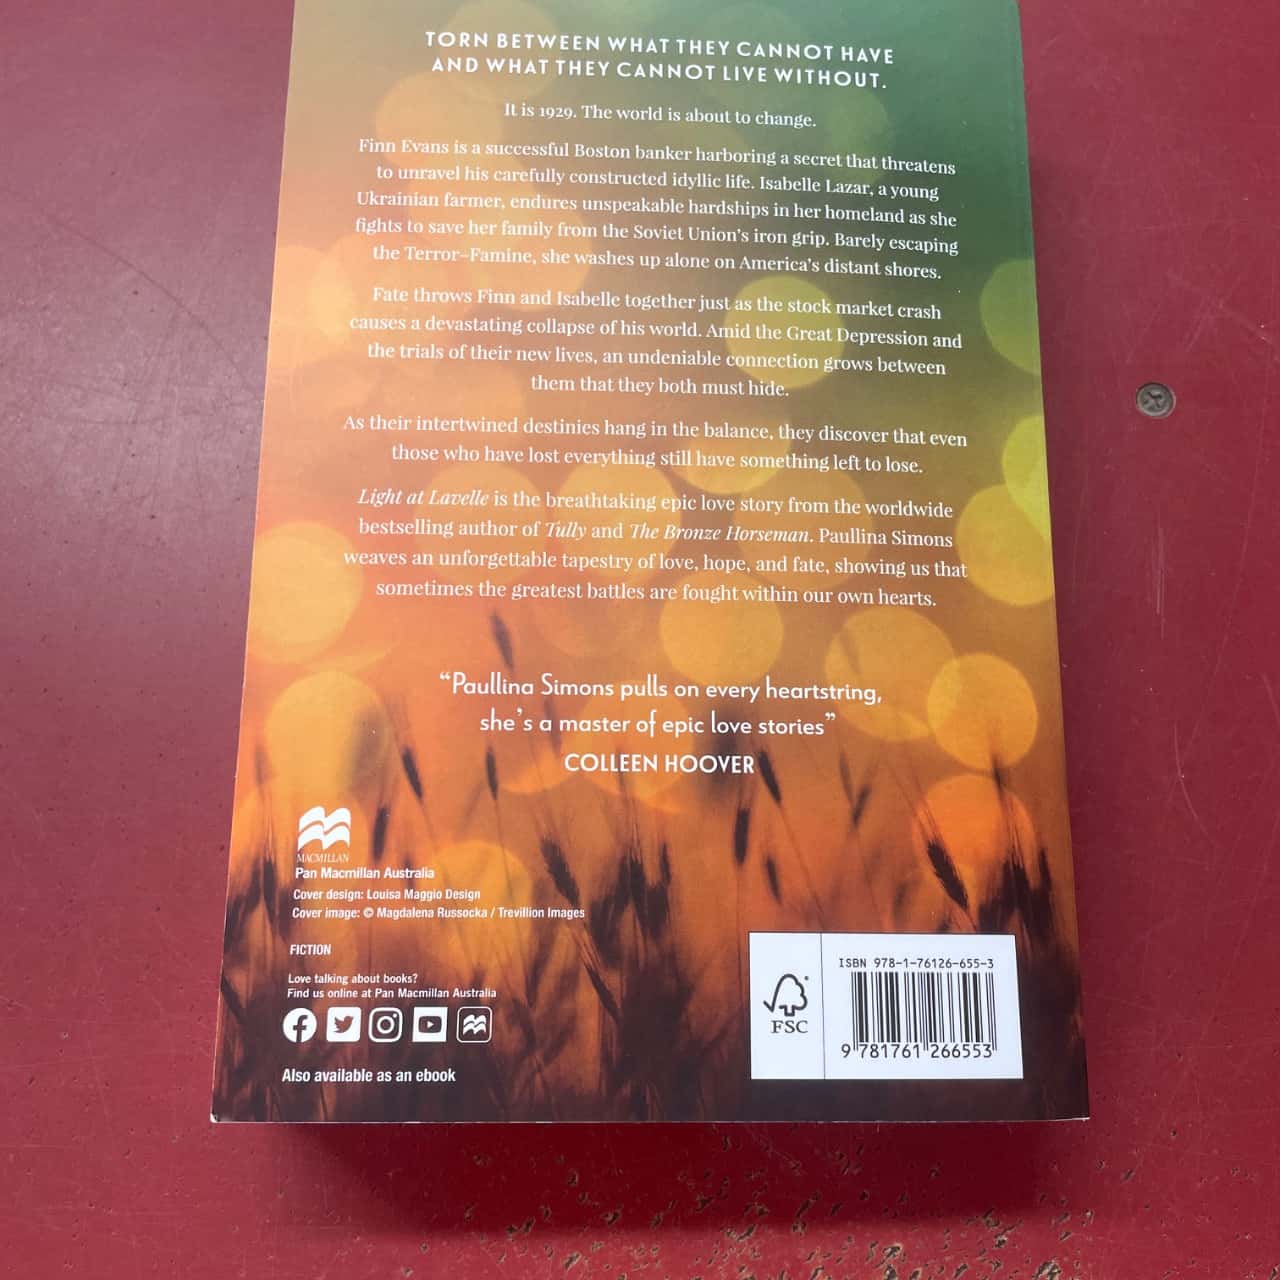 TORN BETWEEN WHAT THEY CANNOT HAVE
AND WHAT THEY CANNOT LIVE WITHOUT.
It is 1929. The world is about to change.
Finn Evans is a successful Boston banker harboring a secret that threatens
to unravel his carefully constructed idyllic life. Isabelle Lazar, a young
Ukrainian farmer, endures unspeakable hardships in her homeland as she
fights to save her family from the Soviet Union's iron grip. Barely escaping
the Terror–Famine, she washes up alone on America's distant shores.
Fate throws Finn and Isabelle together just as the stock market crash
causes a devastating collapse of his world. Amid the Great Depression and
the trials of their new lives, an undeniable connection grows between
them that they both must hide.
As their intertwined destinies hang in the balance, they discover that even
those who have lost everything still have something left to lose.
Light at Lavelle is the breathtaking epic love story from the worldwide
bestselling author of Tully and The Bronze Horseman. Paullina Simons
weaves an unforgettable tapestry of love, hope, and fate, showing us that
sometimes the greatest battles are fought within our own hearts.
“Paullina Simons pulls on every heartstring,
she's a master of epic love stories”
COLLEEN HOOVER
MACMILLAN
Pan Macmillan Australia
Cover design: Louisa Maggio Design
Cover image: © Magdalena Russocka / Trevillion Images
FICTION
Love talking about books?
Find us online at Pan Macmillan Australia
Also available as an ebook
FSC
ISBN 978-1-76126-655-3
9 781761 266553